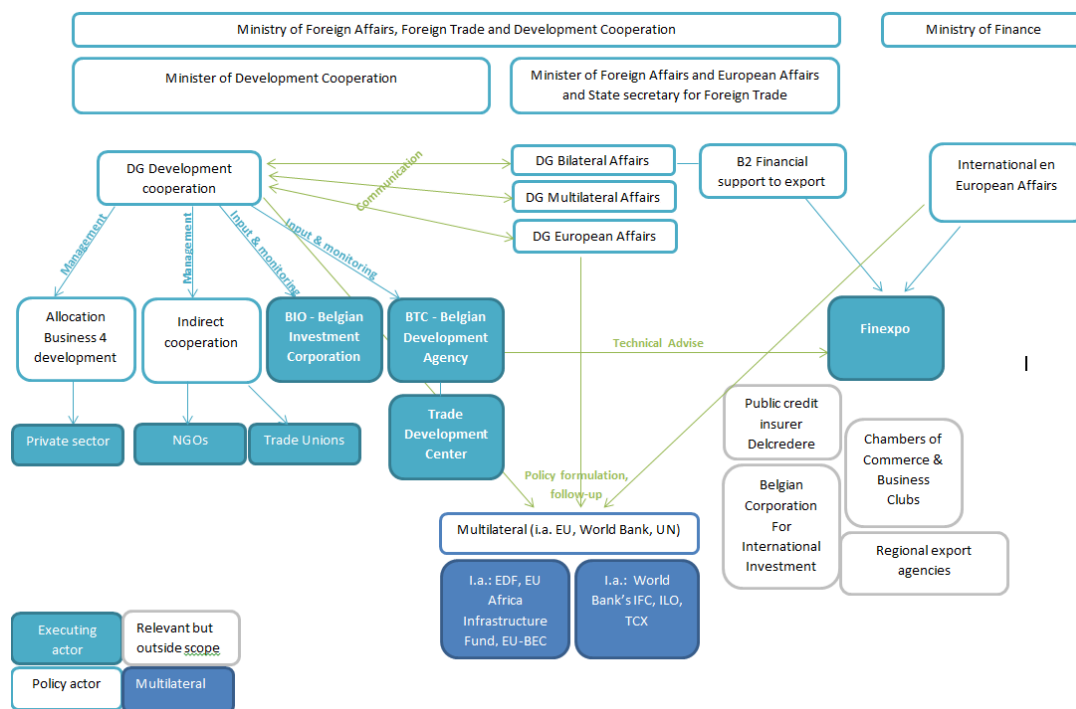 Ministry of Foreign Affairs, Foreign Trade and Development Cooperation
Ministry of Finance
Minister of Development Cooperation
Minister of Foreign Affairs and European Affairs
and State secretary for Foreign Trade
DG Development
cooperation
Communication
DG Bilateral Affairs
DG Multilateral Affairs
DG European Affairs
B2 Financial
support to export
International en
European Affairs
Management
Management
Input & monitoring
Input & monitoring
Allocation
Business 4
development
Indirect
cooperation
BIO - Belgian
Investment
Corporation
BTC - Belgian
Development
Agency
Technical Advise
Finexpo
Private sector
NGOs
Trade Unions
Trade
Development
Center
Public credit
insurer
Delcredere
Chambers of
Commerce &
Business
Clubs
Belgian
Corporation
For
International
Investment
Regional export
agencies
Policy formulation,
follow-up
Multilateral (i.a. EU, World Bank, UN)
I.a.: EDF, EU
Africa
Infrastructure
Fund, EU-BEC
I.a.: World
Bank's IFC, ILO,
TCX
Executing
actor
Relevant but
outside scope
Policy actor
Multilateral